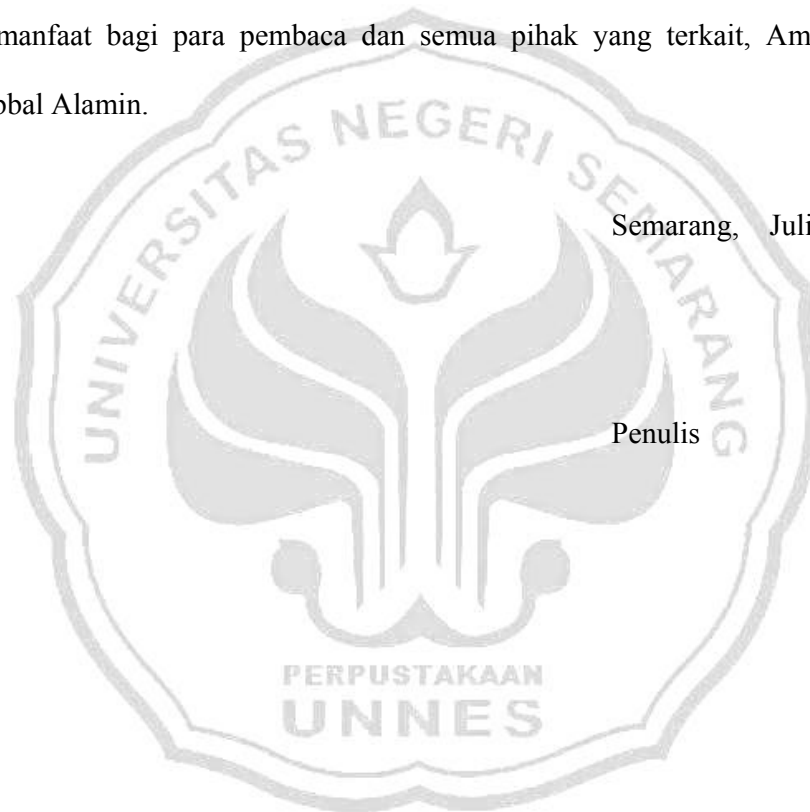 manfaat bagi para pembaca dan semua pihak yang terkait, Am
bal Alamin.
UNIVERSITAS NEGERI SEMARANG
Semarang, Juli
Penulis
PERPUSTAKAAN
UNNES